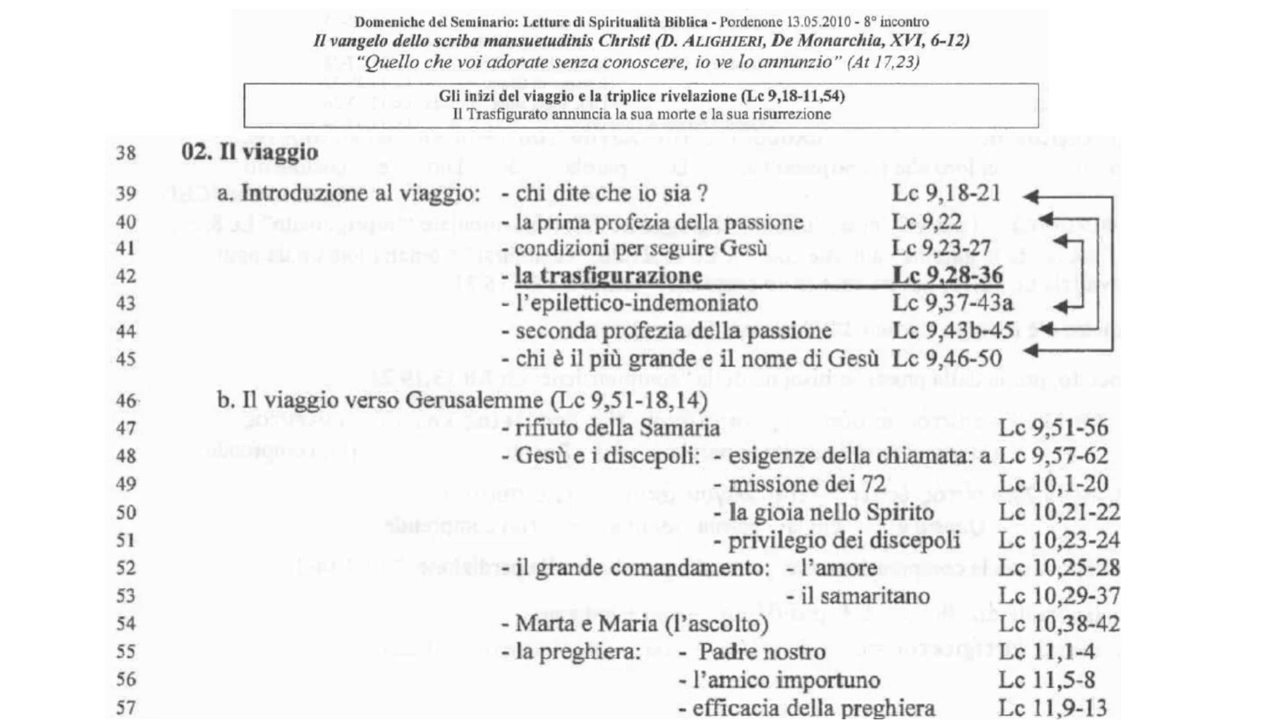 Domeniche del Seminario: Letture di Spiritualità Biblica - Pordenone 13.05.2010 - 8° incontro
Il vangelo dello scriba mansuetudinis Christi (D. ALIGHIERI, De Monarchia, XVI, 6-12)
“Quello che voi adorate senza conoscere, io ve lo annunzio” (At 17,23)
Gli inizi del viaggio e la triplice rivelazione (Lc 9,18-11,54)
Il Trasfigurato annuncia la sua morte e la sua risurrezione
38 02. Il viaggio
39 a. Introduzione al viaggio: - chi dite che io sia ? Lc 9,18-21
40 - la prima profezia della passione Lc 9,22
41 - condizioni per seguire Gesù Lc 9,23-27
42 - la trasfigurazione Lc 9,28-36
43 - l’epilettico-indemoniato Lc 9,37-43a
44 - seconda profezia della passione Lc 9,43b-45
45 - chi è il più grande e il nome di Gesù Lc 9,46-50
46 b. Il viaggio verso Gerusalemme (Lc 9,51-18,14)
47 - rifiuto della Samaria Lc 9,51-56
48 - Gesù e i discepoli: - esigenze della chiamata: a Lc 9,57-62
49 - missione dei 72 Lc 10,1-20
50 - la gioia nello Spirito Lc 10,21-22
51 - privilegio dei discepoli Lc 10,23-24
52 - il grande comandamento: - l’amore Lc 10,25-28
53 - il samaritano Lc 10,29-37
54 - Marta e Maria (l’ascolto) Lc 10,38-42
55 - la preghiera: - Padre nostro Lc 11,1-4
56 - l’amico importuno Lc 11,5-8
57 - efficacia della preghiera Lc 11,9-13